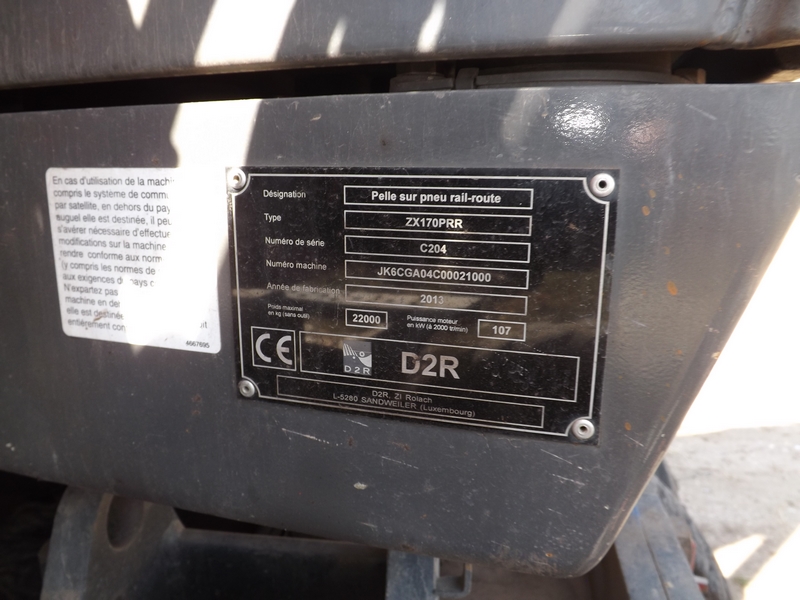 En cas d'utilisation de la machi
compris le système de comm
par satellite, en dehors du pay
auquel elle est destinée, il peu
s'avérer nécessaire d'effectue
modifications sur la machine
rendre conforme aux norm
(y compris les normes de
aux exigences du pays
N'expartez pas
machine en de
elle est destinée
entièrement con
4667695
Désignation Pelle sur pneu rail-route
Type ZX170PRR
Numéro de série C204
Numéro machine JK6CGA04C00021000
Année de fabrication 2013
Poids maximal en kg (sans outil) 22000 Puissance moteur en kW (à 2000 tr/min) 107
CE D2R D2R
D2R, ZI Rolach
L-5280 SANDWEILER (Luxembourg)